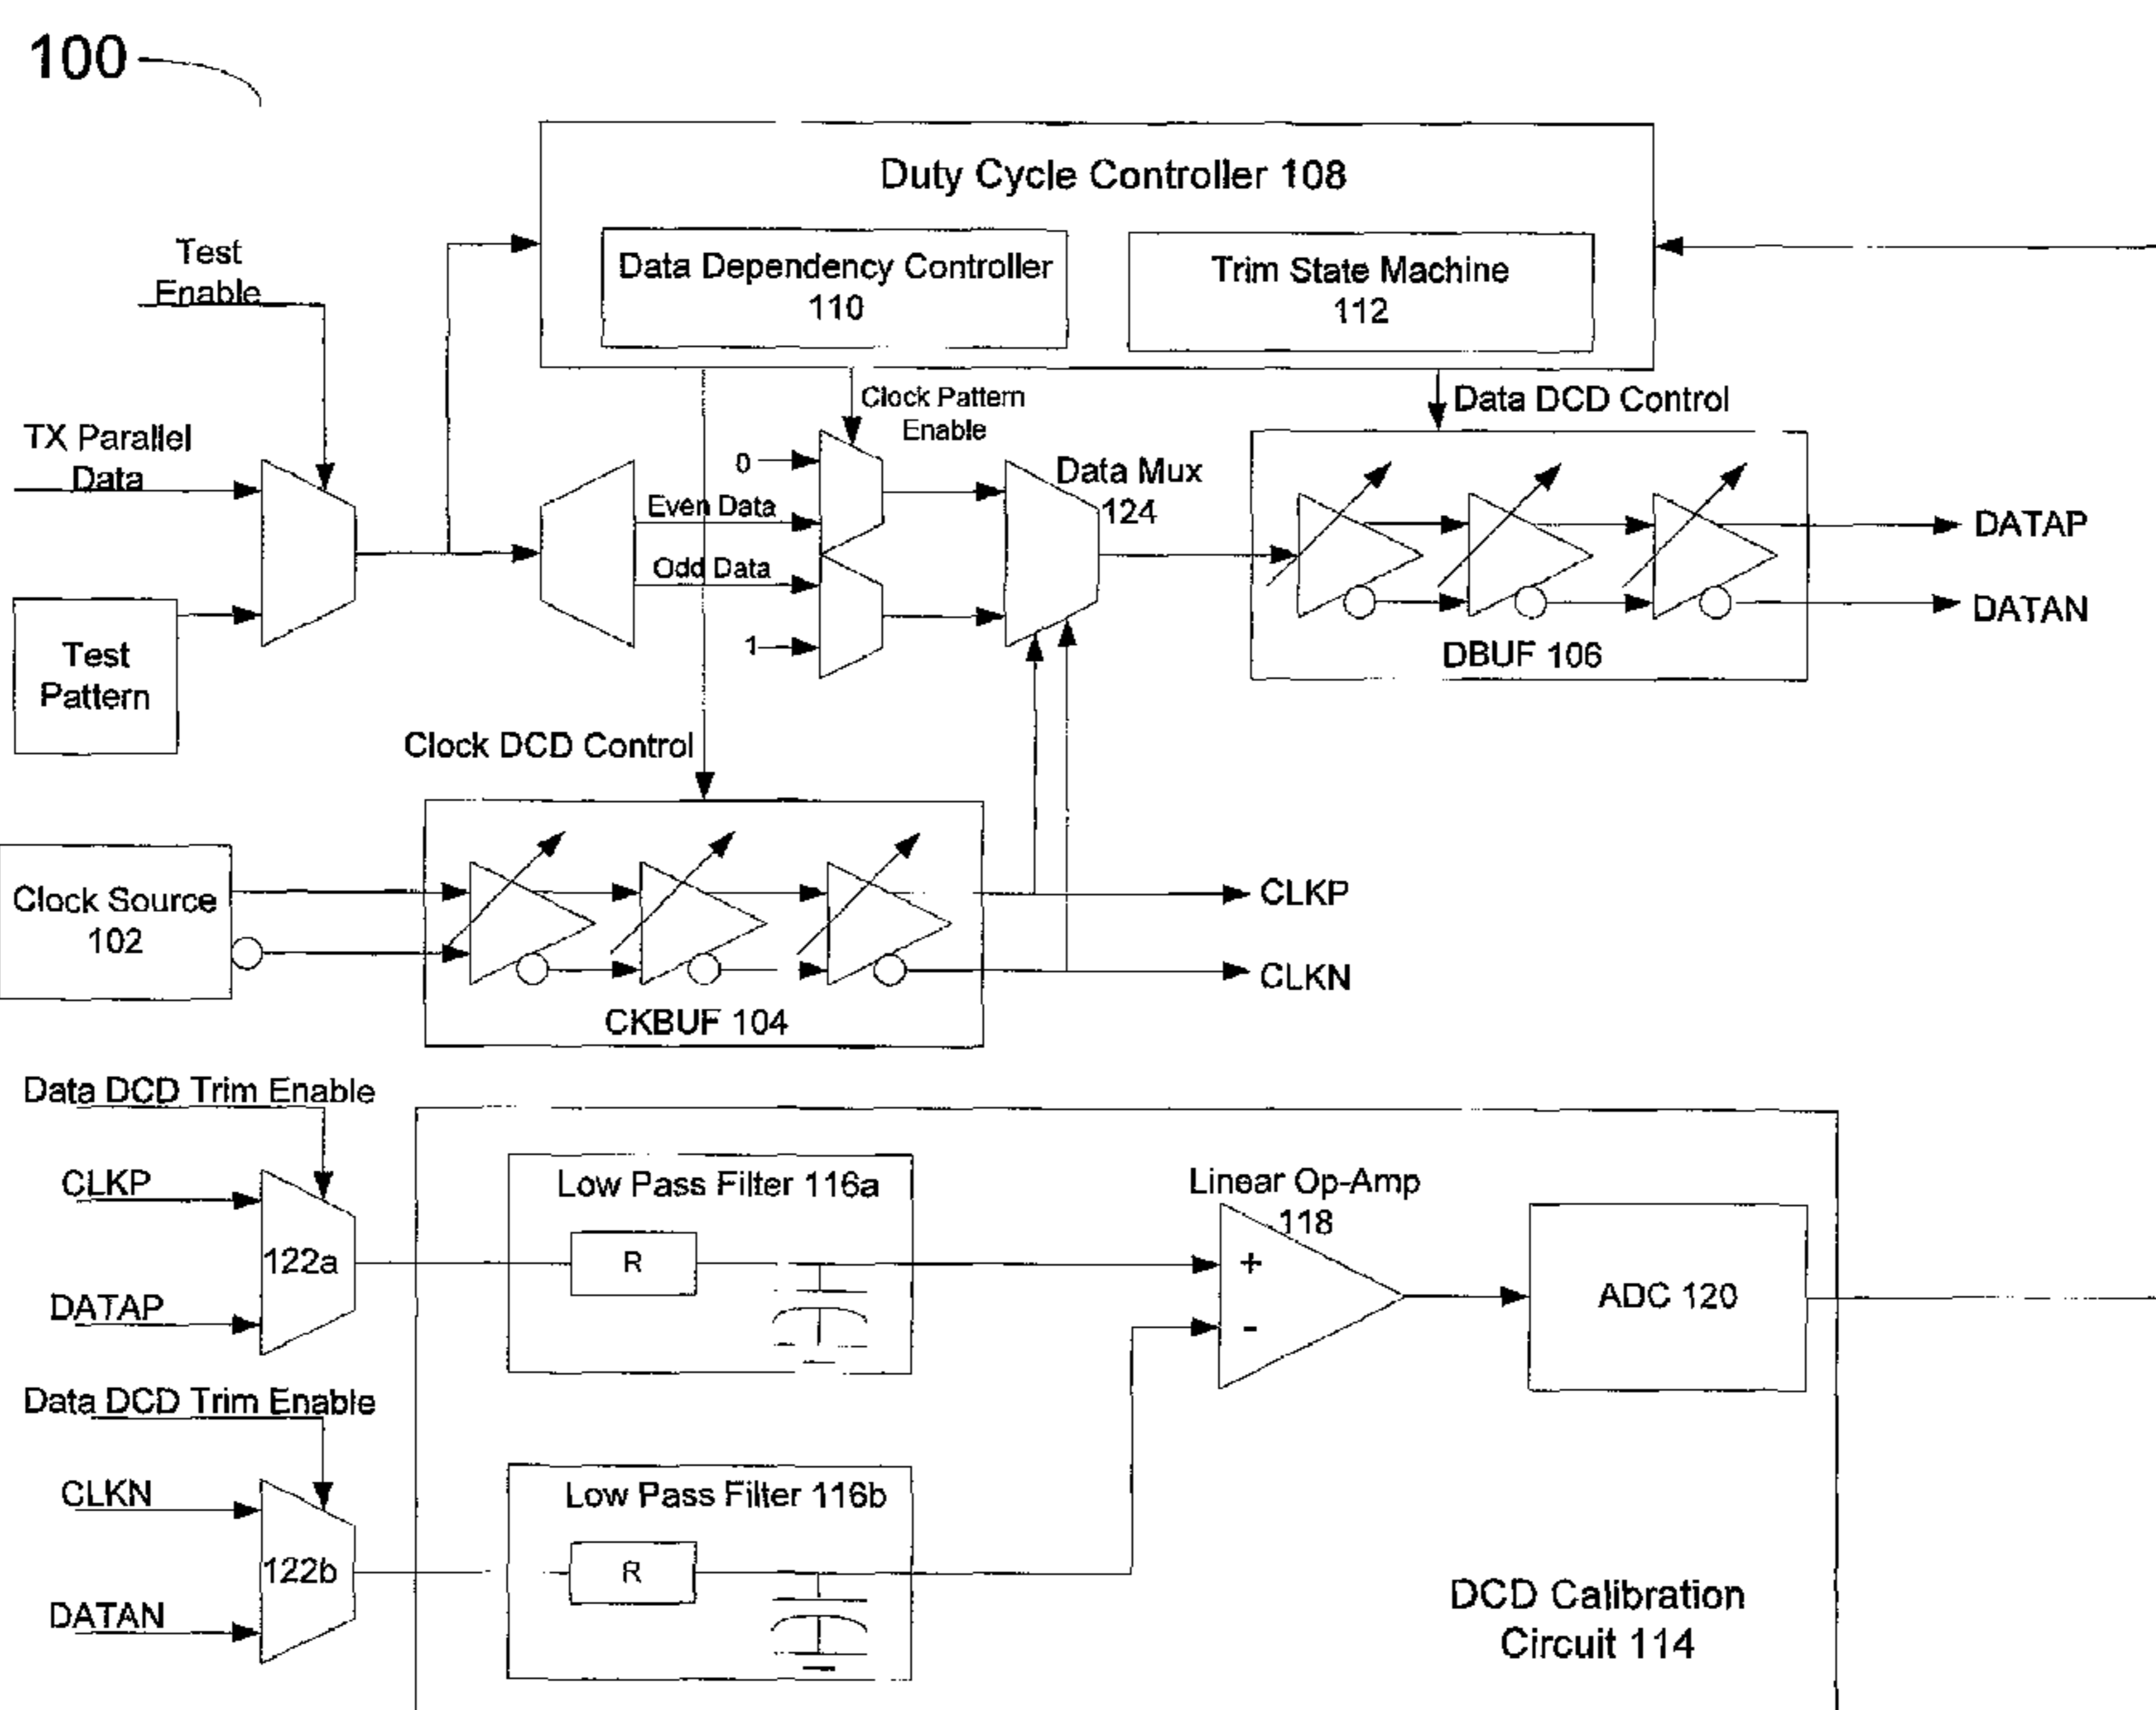 100
Duty Cycle Controller 108
Data Dependency Controller
110
Trim State Machine
112
Test
Enable
Clock Pattern
Enable
Data DCD Control
TX Parallel
Data
0
Even Data
Odd Data
1
Data Mux
124
DATAP
DATAN
DBUF 106
Test
Pattern
Clock DCD Control
Clock Source
102
CLKP
CLKN
CKBUF 104
Data DCD Trim Enable
CLKP
122a
DATAP
Low Pass Filter 116a
R
Linear Op-Amp
118
+
-
ADC 120
Data DCD Trim Enable
CLKN
122b
DATAN
Low Pass Filter 116b
R
DCD Calibration
Circuit 114